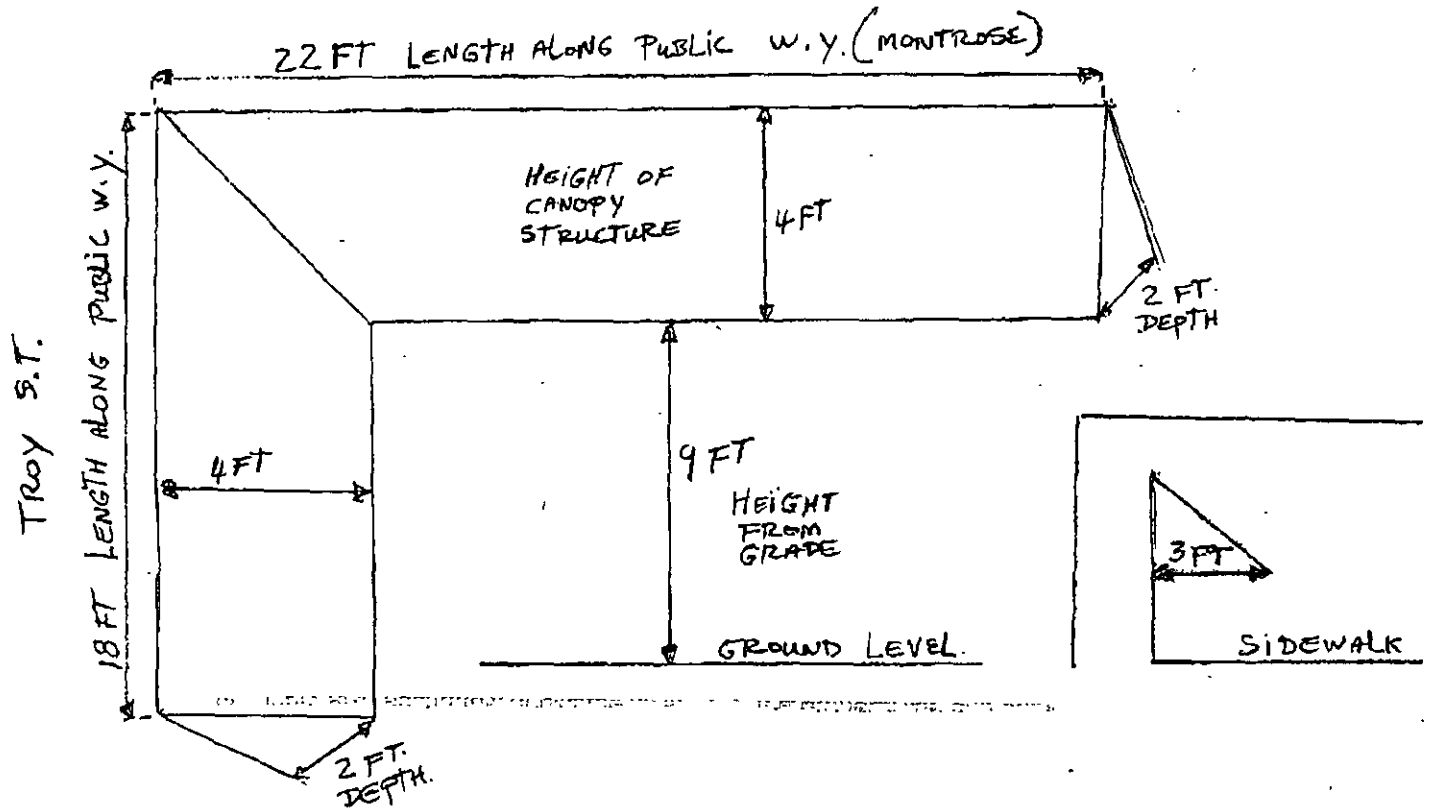 22 FT LENGTH ALONG PUBLIC W.Y. (MONTROSE)
TROY S.T.
18 FT LENGTH ALONG PUBLIC W.Y.
HEIGHT OF
CANOPY
STRUCTURE
4 FT
2 FT.
DEPTH
4 FT
9 FT
HEIGHT
FROM
GRADE
3 FT
GROUND LEVEL.
SIDEWALK
2 FT.
DEPTH.